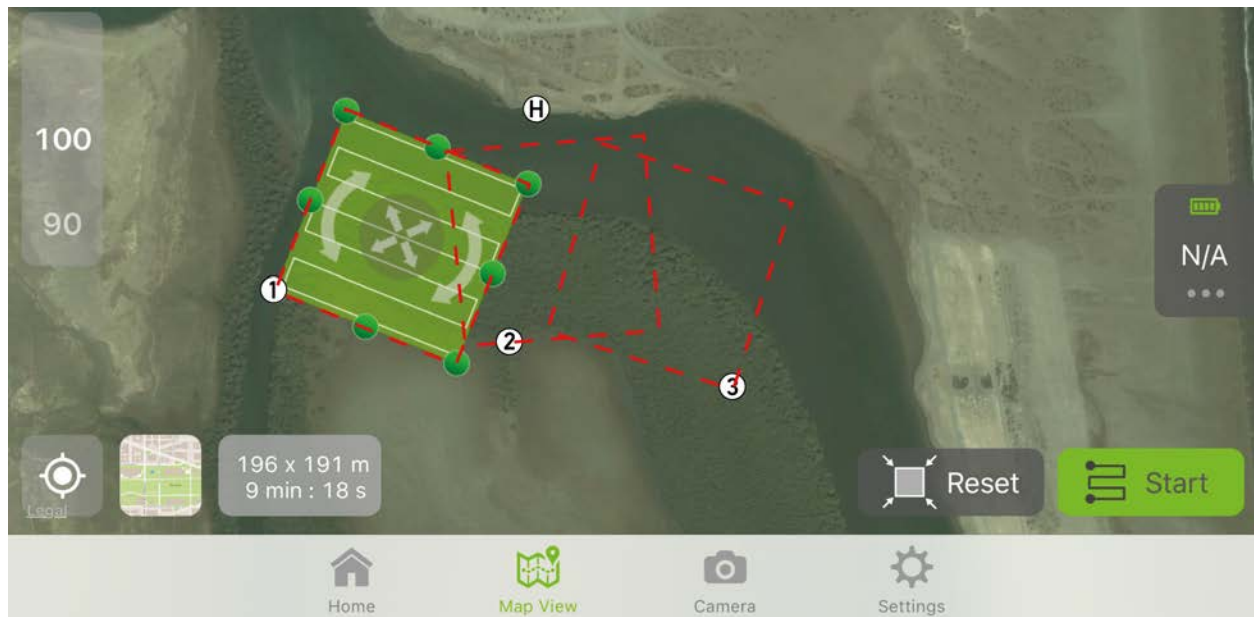 H
100
90
N/A
1
2
3
196 x 191 m
9 min : 18 s
Legal
Reset
Start
Home
Map View
Camera
Settings